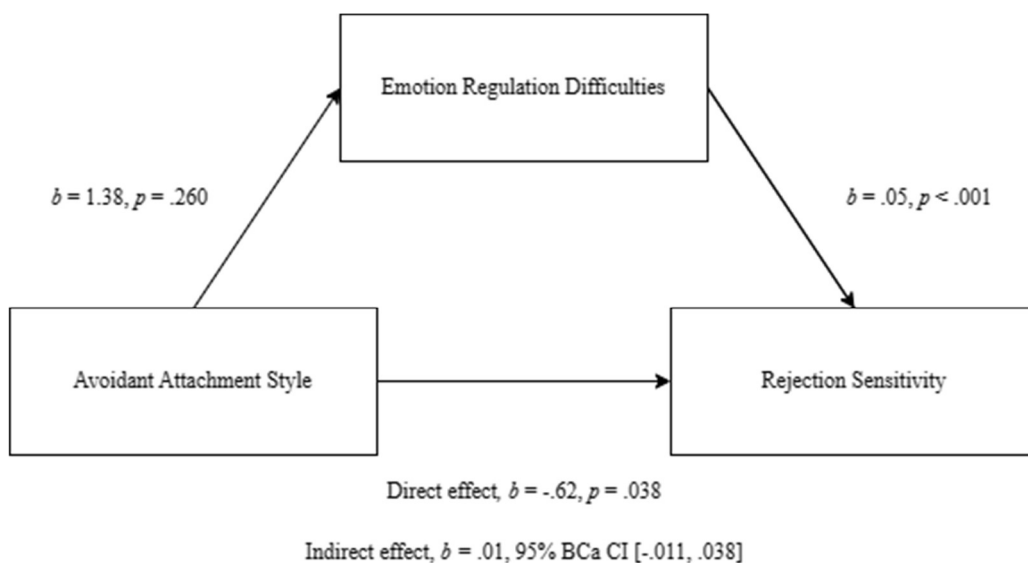 Emotion Regulation Difficulties
b = 1.38, p = .260
b = .05, p < .001
Avoidant Attachment Style
Rejection Sensitivity
Direct effect, b = -.62, p = .038
Indirect effect, b = .01, 95% BCa CI [-.011, .038]